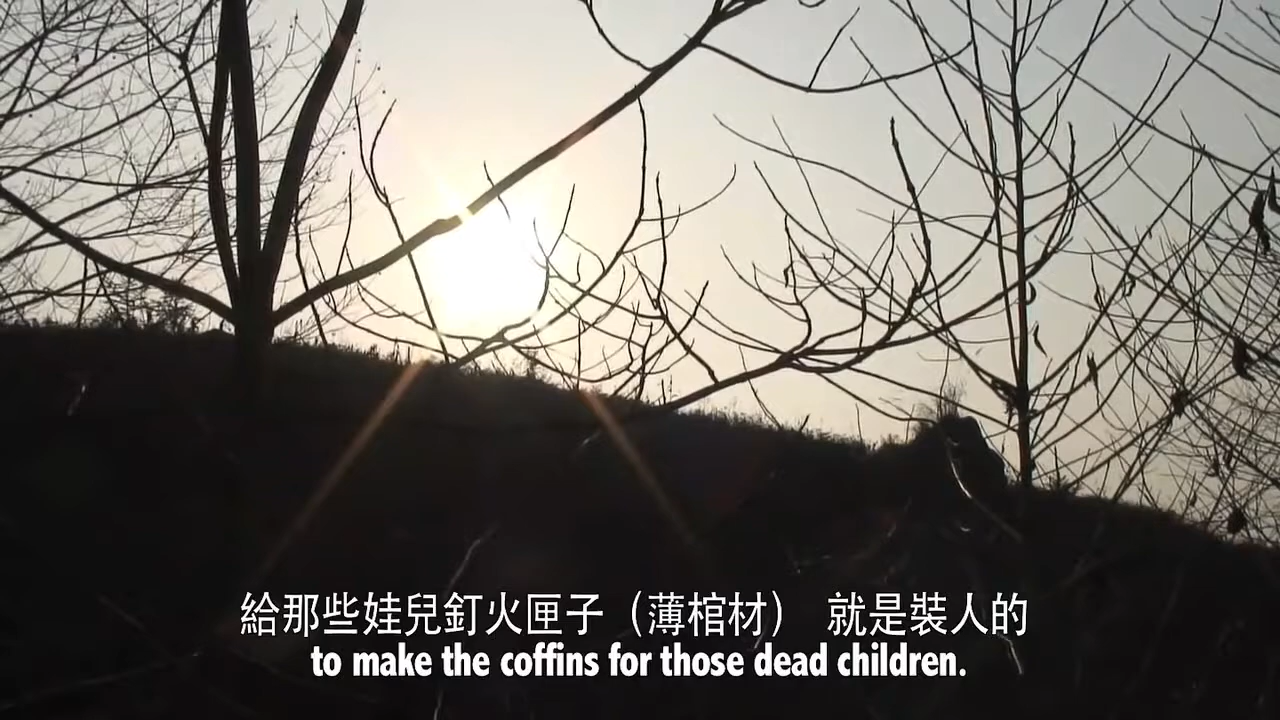 給那些娃兒釘火匣子（薄棺材） 就是裝人的
to make the coffins for those dead children.